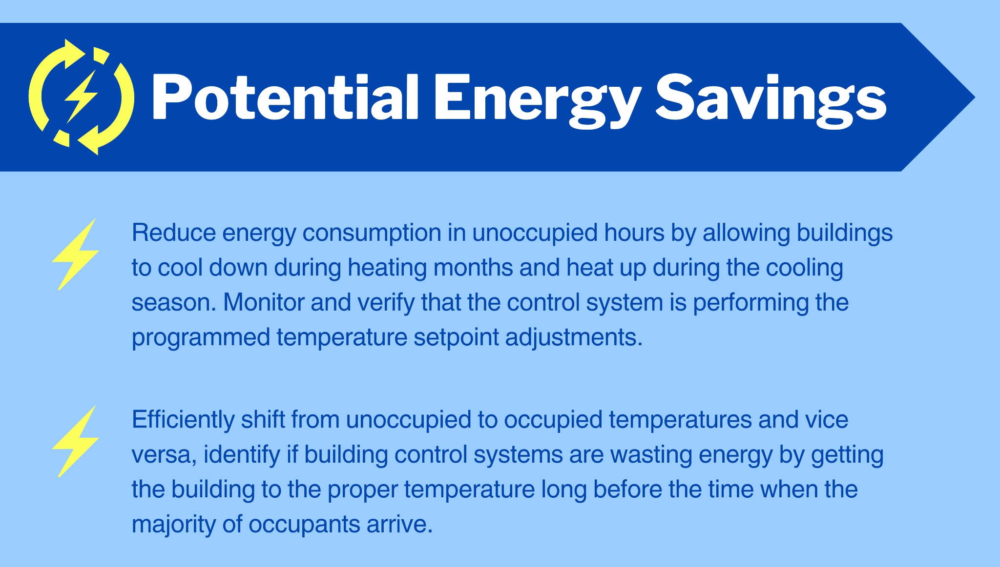 Potential Energy Savings
Reduce energy consumption in unoccupied hours by allowing buildings
to cool down during heating months and heat up during the cooling
season. Monitor and verify that the control system is performing the
programmed temperature setpoint adjustments.
Efficiently shift from unoccupied to occupied temperatures and vice
versa, identify if building control systems are wasting energy by getting
the building to the proper temperature long before the time when the
majority of occupants arrive.